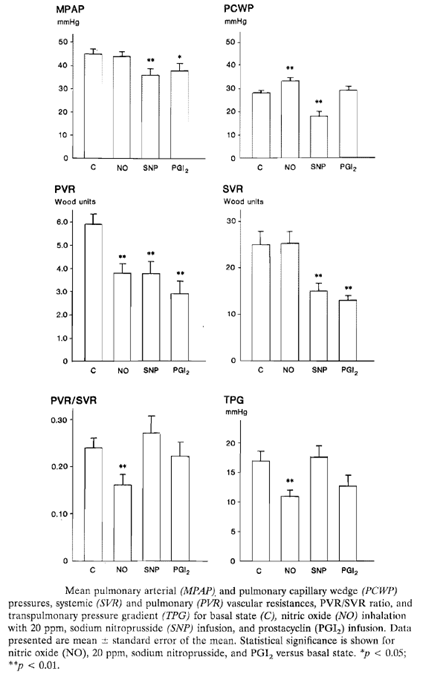 MPAP
mmHg
50
40
30
20
10
0
**
*
C NO SNP PGI₂
PCWP
mmHg
50
40
30
20
10
0
**
**
C NO SNP PGI₂
PVR
Wood units
6.0
5.0
4.0
3.0
2.0
1.0
0
**
**
**
C NO SNP PGI₂
SVR
Wood units
30
20
10
0
**
**
C NO SNP PGI₂
PVR/SVR
0.30
0.20
0.10
0
**
C NO SNP PGI₂
TPG
mmHg
20
15
10
5
0
**
C NO SNP PGI₂
Mean pulmonary arterial (MPAP) and pulmonary capillary wedge (PCWP)
pressures, systemic (SVR) and pulmonary (PVR) vascular resistances, PVR/SVR ratio, and
transpulmonary pressure gradient (TPG) for basal state (C), nitric oxide (NO) inhalation
with 20 ppm, sodium nitroprusside (SNP) infusion, and prostacyclin (PGI₂) infusion. Data
presented are mean ± standard error of the mean. Statistical significance is shown for
nitric oxide (NO), 20 ppm, sodium nitroprusside, and PGI₂ versus basal state. *p < 0.05;
**p < 0.01.